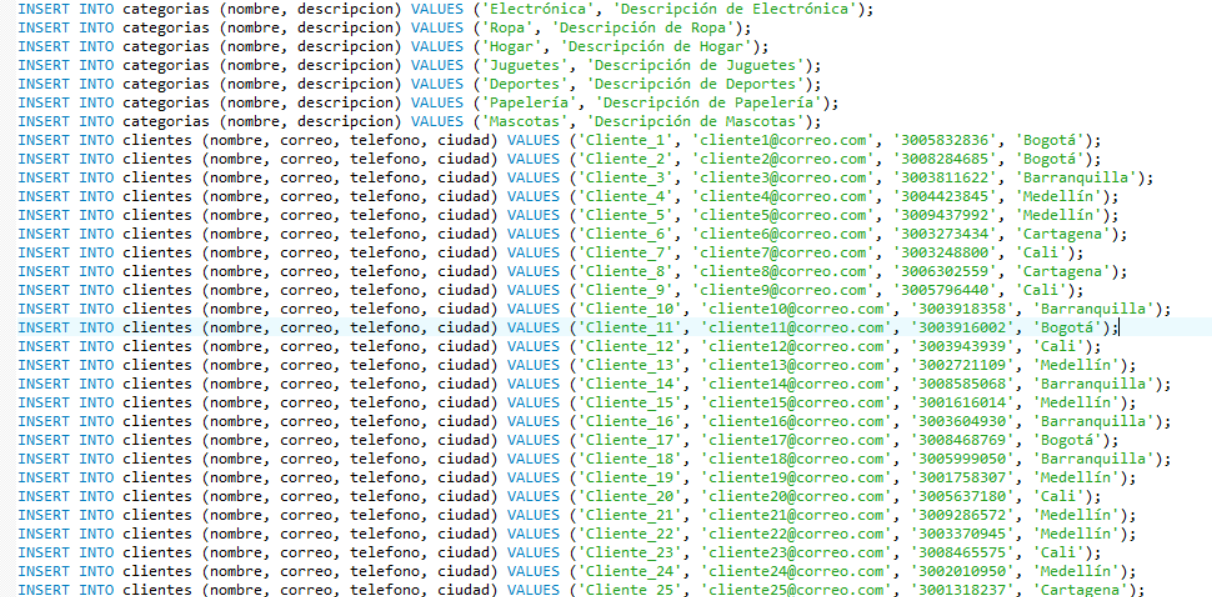 INSERT INTO categorias (nombre, descripcion) VALUES ('Electrónica', 'Descripción de Electrónica');
INSERT INTO categorias (nombre, descripcion) VALUES ('Ropa', 'Descripción de Ropa');
INSERT INTO categorias (nombre, descripcion) VALUES ('Hogar', 'Descripción de Hogar');
INSERT INTO categorias (nombre, descripcion) VALUES ('Juguetes', 'Descripción de Juguetes');
INSERT INTO categorias (nombre, descripcion) VALUES ('Deportes', 'Descripción de Deportes');
INSERT INTO categorias (nombre, descripcion) VALUES ('Papelería', 'Descripción de Papelería');
INSERT INTO categorias (nombre, descripcion) VALUES ('Mascotas', 'Descripción de Mascotas');
INSERT INTO clientes (nombre, correo, telefono, ciudad) VALUES ('Cliente_1', 'cliente1@correo.com', '3005832836', 'Bogotá');
INSERT INTO clientes (nombre, correo, telefono, ciudad) VALUES ('Cliente_2', 'cliente2@correo.com', '3008284685', 'Bogotá');
INSERT INTO clientes (nombre, correo, telefono, ciudad) VALUES ('Cliente_3', 'cliente3@correo.com', '3003811622', 'Barranquilla');
INSERT INTO clientes (nombre, correo, telefono, ciudad) VALUES ('Cliente_4', 'cliente4@correo.com', '3004423845', 'Medellín');
INSERT INTO clientes (nombre, correo, telefono, ciudad) VALUES ('Cliente_5', 'cliente5@correo.com', '3009437992', 'Medellín');
INSERT INTO clientes (nombre, correo, telefono, ciudad) VALUES ('Cliente_6', 'cliente6@correo.com', '3003273434', 'Cartagena');
INSERT INTO clientes (nombre, correo, telefono, ciudad) VALUES ('Cliente_7', 'cliente7@correo.com', '3003248800', 'Cali');
INSERT INTO clientes (nombre, correo, telefono, ciudad) VALUES ('Cliente_8', 'cliente8@correo.com', '3006302559', 'Cartagena');
INSERT INTO clientes (nombre, correo, telefono, ciudad) VALUES ('Cliente_9', 'cliente9@correo.com', '3005796440', 'Cali');
INSERT INTO clientes (nombre, correo, telefono, ciudad) VALUES ('Cliente_10', 'cliente10@correo.com', '3003918358', 'Barranquilla');
INSERT INTO clientes (nombre, correo, telefono, ciudad) VALUES ('Cliente_11', 'cliente11@correo.com', '3003916002', 'Bogotá');
INSERT INTO clientes (nombre, correo, telefono, ciudad) VALUES ('Cliente_12', 'cliente12@correo.com', '3003943939', 'Cali');
INSERT INTO clientes (nombre, correo, telefono, ciudad) VALUES ('Cliente_13', 'cliente13@correo.com', '3002721109', 'Medellín');
INSERT INTO clientes (nombre, correo, telefono, ciudad) VALUES ('Cliente_14', 'cliente14@correo.com', '3008585068', 'Barranquilla');
INSERT INTO clientes (nombre, correo, telefono, ciudad) VALUES ('Cliente_15', 'cliente15@correo.com', '3001616014', 'Medellín');
INSERT INTO clientes (nombre, correo, telefono, ciudad) VALUES ('Cliente_16', 'cliente16@correo.com', '3003604930', 'Barranquilla');
INSERT INTO clientes (nombre, correo, telefono, ciudad) VALUES ('Cliente_17', 'cliente17@correo.com', '3008468769', 'Bogotá');
INSERT INTO clientes (nombre, correo, telefono, ciudad) VALUES ('Cliente_18', 'cliente18@correo.com', '3005999050', 'Barranquilla');
INSERT INTO clientes (nombre, correo, telefono, ciudad) VALUES ('Cliente_19', 'cliente19@correo.com', '3001758307', 'Medellín');
INSERT INTO clientes (nombre, correo, telefono, ciudad) VALUES ('Cliente_20', 'cliente20@correo.com', '3005637180', 'Cali');
INSERT INTO clientes (nombre, correo, telefono, ciudad) VALUES ('Cliente_21', 'cliente21@correo.com', '3009286572', 'Medellín');
INSERT INTO clientes (nombre, correo, telefono, ciudad) VALUES ('Cliente_22', 'cliente22@correo.com', '3003370945', 'Medellín');
INSERT INTO clientes (nombre, correo, telefono, ciudad) VALUES ('Cliente_23', 'cliente23@correo.com', '3008465575', 'Cali');
INSERT INTO clientes (nombre, correo, telefono, ciudad) VALUES ('Cliente_24', 'cliente24@correo.com', '3002010950', 'Medellín');
INSERT INTO clientes (nombre, correo, telefono, ciudad) VALUES ('Cliente_25', 'cliente25@correo.com', '3001318237', 'Cartagena');